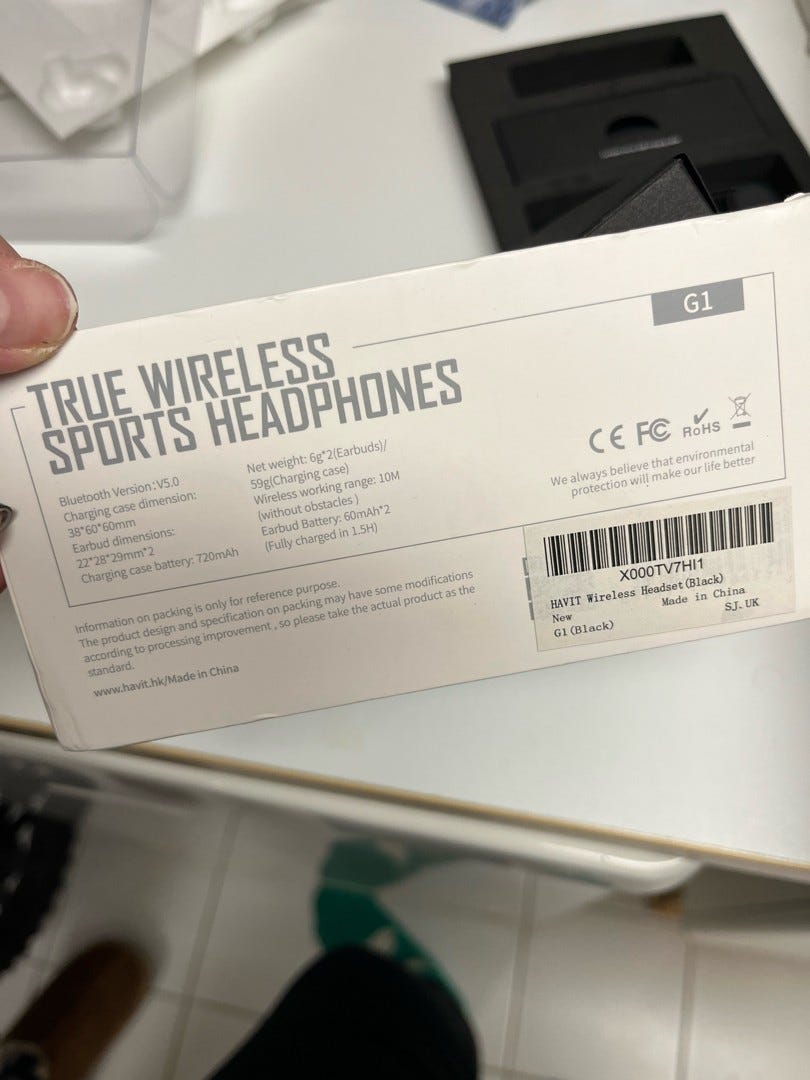 G1
TRUE WIRELESS
SPORTS HEADPHONES
Bluetooth Version:V5.0
Charging case dimension:
38*60*60mm
Earbud dimensions:
22*28*29mm*2
Charging case battery: 720mAh
Net weight: 6g*2(Earbuds)/
59g(Charging case)
Wireless working range: 10M
(without obstacles )
Earbud Battery: 60mAh*2
(Fully charged in 1.5H)
CE FC RoHS
We always believe that environmental
protection will make our life better
Information on packing is only for reference purpose.
The product design and specification on packing may have some modifications
according to processing improvement , so please take the actual product as the
standard.
www.havit.hk/Made in China
X000TV7HI1
HAVIT Wireless Headset(Black)
New Made in China
G1(Black) SJ. UK